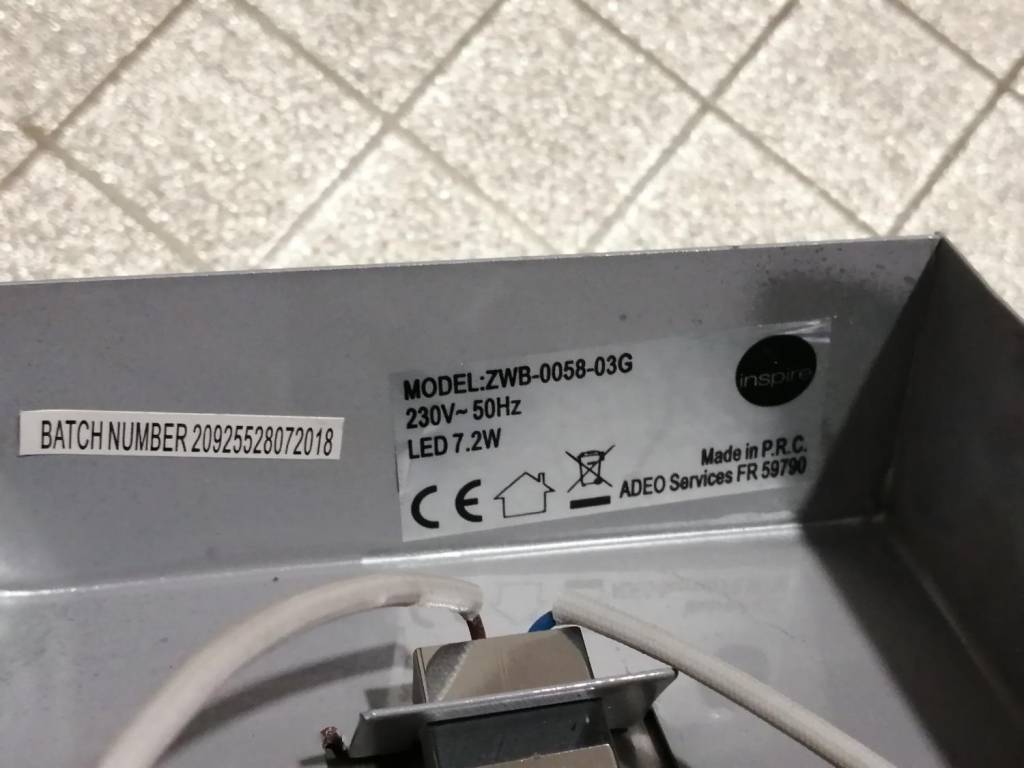 BATCH NUMBER 20925528072018
MODEL:ZWB-0058-03G
230V~ 50Hz
LED 7.2W
inspire
CE
Made in P.R.C.
ADEO Services FR 59790